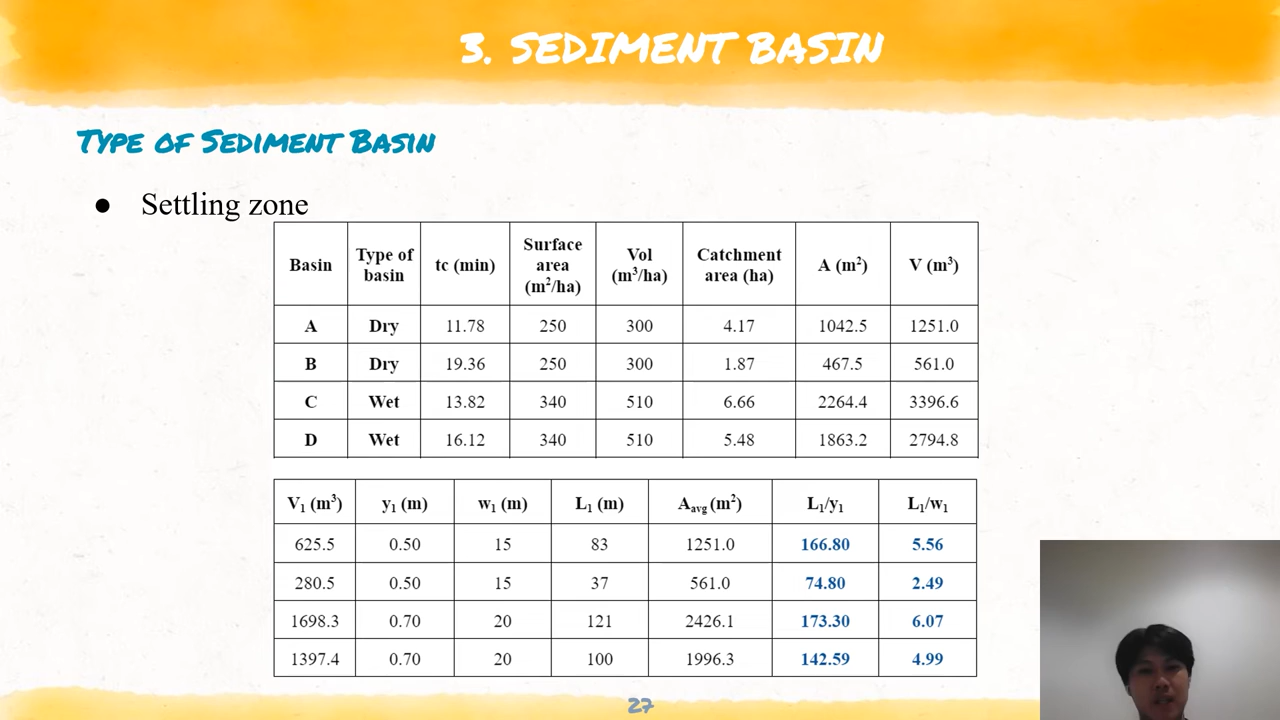 3. SEDIMENT BASIN
TYPE OF SEDIMENT BASIN
● Settling zone
Basin Type of basin tc (min) Surface area (m²/ha) Vol (m³/ha) Catchment area (ha) A (m²) V (m³)
A Dry 11.78 250 300 4.17 1042.5 1251.0
B Dry 19.36 250 300 1.87 467.5 561.0
C Wet 13.82 340 510 6.66 2264.4 3396.6
D Wet 16.12 340 510 5.48 1863.2 2794.8
V₁ (m³) y₁ (m) w₁ (m) L₁ (m) Aavg (m²) L₁/y₁ L₁/w₁
625.5 0.50 15 83 1251.0 166.80 5.56
280.5 0.50 15 37 561.0 74.80 2.49
1698.3 0.70 20 121 2426.1 173.30 6.07
1397.4 0.70 20 100 1996.3 142.59 4.99
27